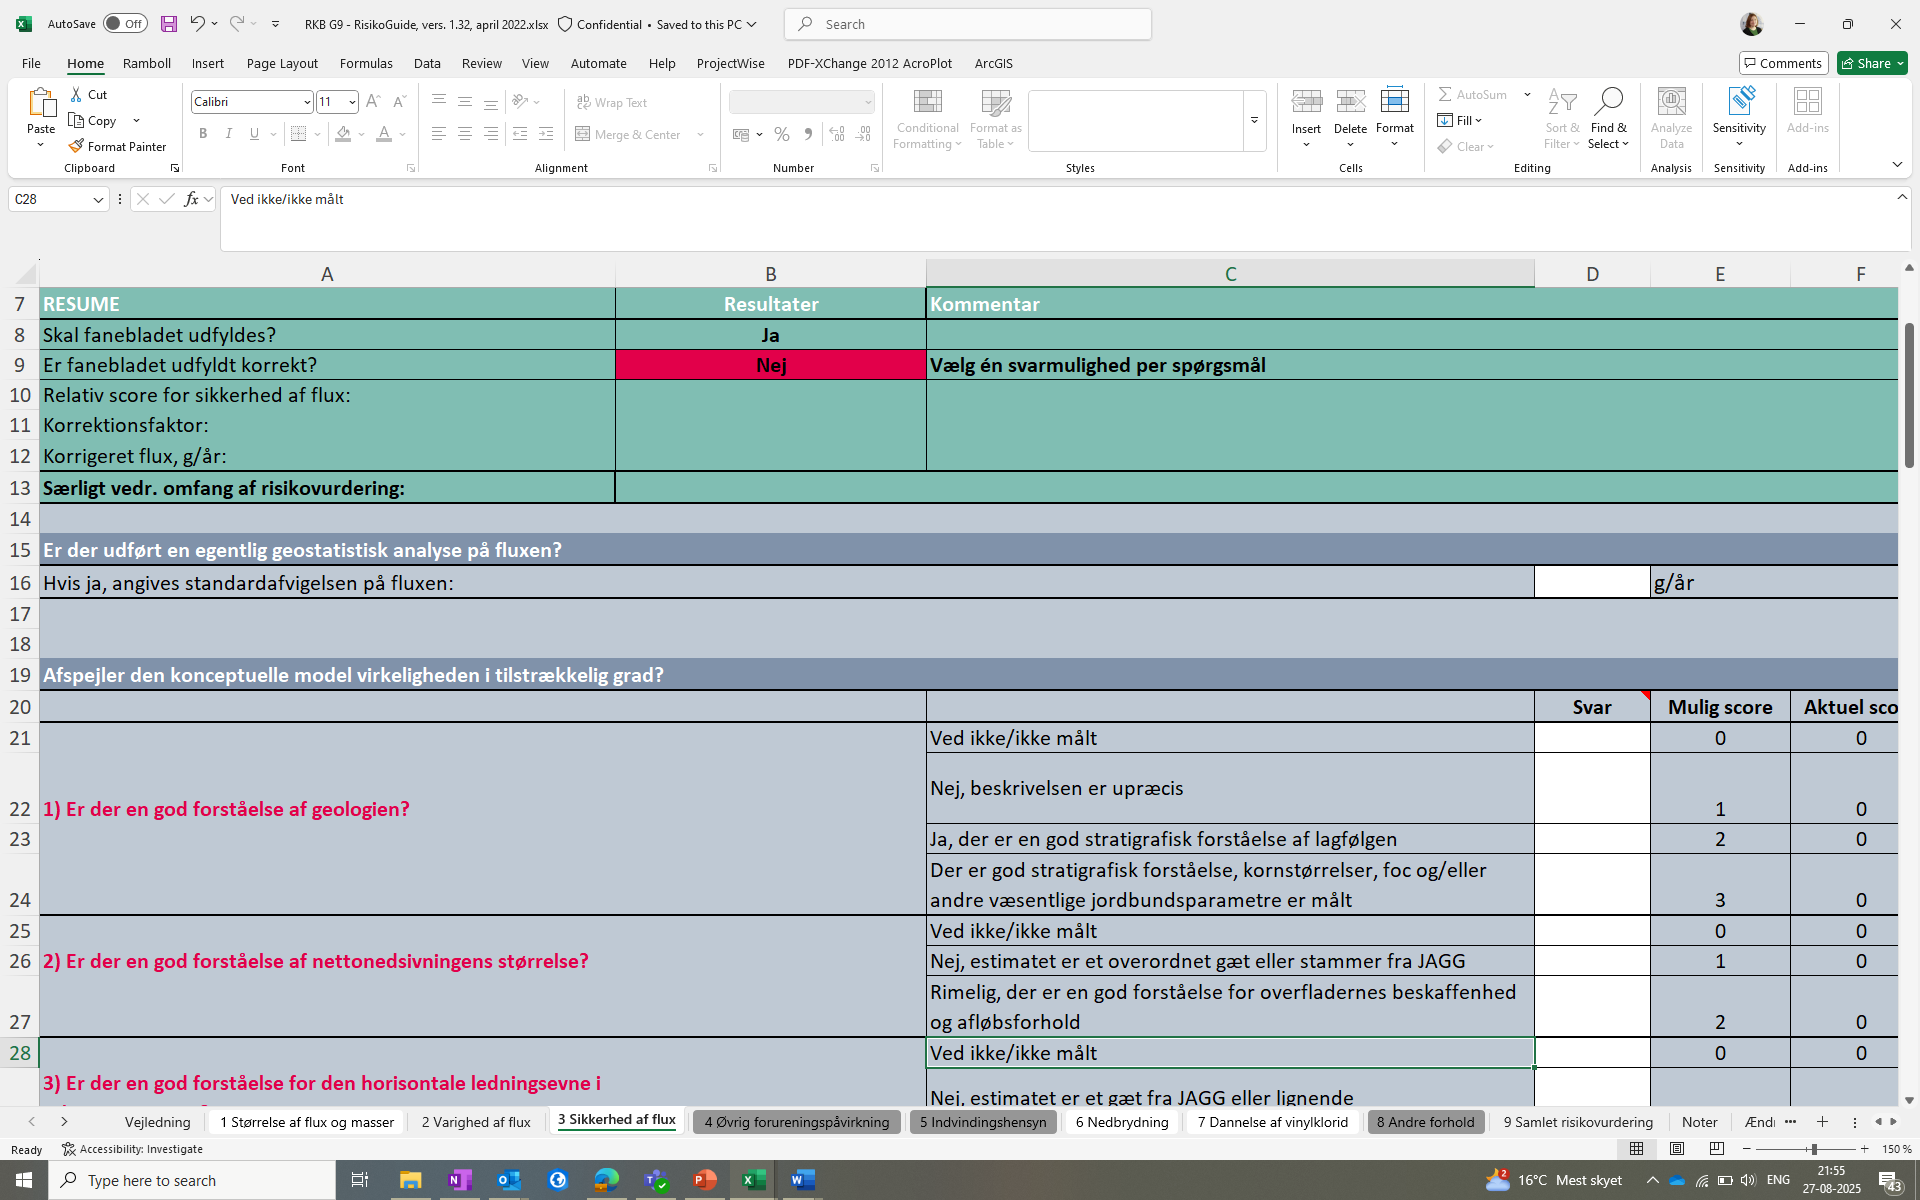 AutoSave Off RKB G9 - RisikoGuide, vers. 1.32, april 2022.xlsx Confidential • Saved to this PC Search
File Home Ramboll Insert Page Layout Formulas Data Review View Automate Help ProjectWise PDF-XChange 2012 AcroPlot ArcGIS Comments Share
Paste Cut Copy Format Painter Clipboard
Calibri 11 A A B I U A Font
Wrap Text Merge & Center Alignment
% Number
Conditional Formatting Format as Table Styles
Insert Delete Format Cells
AutoSum Fill Clear Sort & Filter Find & Select Editing
Analyze Data Analysis
Sensitivity Sensitivity
Add-ins Add-ins
C28 fx Ved ikke/ikke målt
A B C D E F
7 RESUME Resultater Kommentar
8 Skal fanebladet udfyldes? Ja
9 Er fanebladet udfyldt korrekt? Nej Vælg én svarmulighed per spørgsmål
10 Relativ score for sikkerhed af flux:
11 Korrektionsfaktor:
12 Korrigeret flux, g/år:
13 Særligt vedr. omfang af risikovurdering:
14
15 Er der udført en egentlig geostatistisk analyse på fluxen?
16 Hvis ja, angives standardafvigelsen på fluxen: g/år
17
18
19 Afspejler den konceptuelle model virkeligheden i tilstrækkelig grad?
20 Svar Mulig score Aktuel sco
21 Ved ikke/ikke målt 0 0
22 1) Er der en god forståelse af geologien? Nej, beskrivelsen er upræcis 1 0
23 Ja, der er en god stratigrafisk forståelse af lagfølgen 2 0
Der er god stratigrafisk forståelse, kornstørrelser, foc og/eller
24 andre væsentlige jordbundsparametre er målt 3 0
25 Ved ikke/ikke målt 0 0
26 2) Er der en god forståelse af nettonedsivningens størrelse? Nej, estimatet er et overordnet gæt eller stammer fra JAGG 1 0
Rimelig, der er en god forståelse for overfladernes beskaffenhed
27 og afløbsforhold 2 0
28 Ved ikke/ikke målt 0 0
3) Er der en god forståelse for den horisontale ledningsevne i
Nej, estimatet er et gæt fra JAGG eller lignende
Vejledning 1 Størrelse af flux og masser 2 Varighed af flux 3 Sikkerhed af flux 4 Øvrig forureningspåvirkning 5 Indvindingshensyn 6 Nedbrydning 7 Dannelse af vinylklorid 8 Andre forhold 9 Samlet risikovurdering Noter Ændi ...
Ready Accessibility: Investigate 150 %
Type here to search 2 16°C Mest skyet ENG 21:55
27-08-2025 43